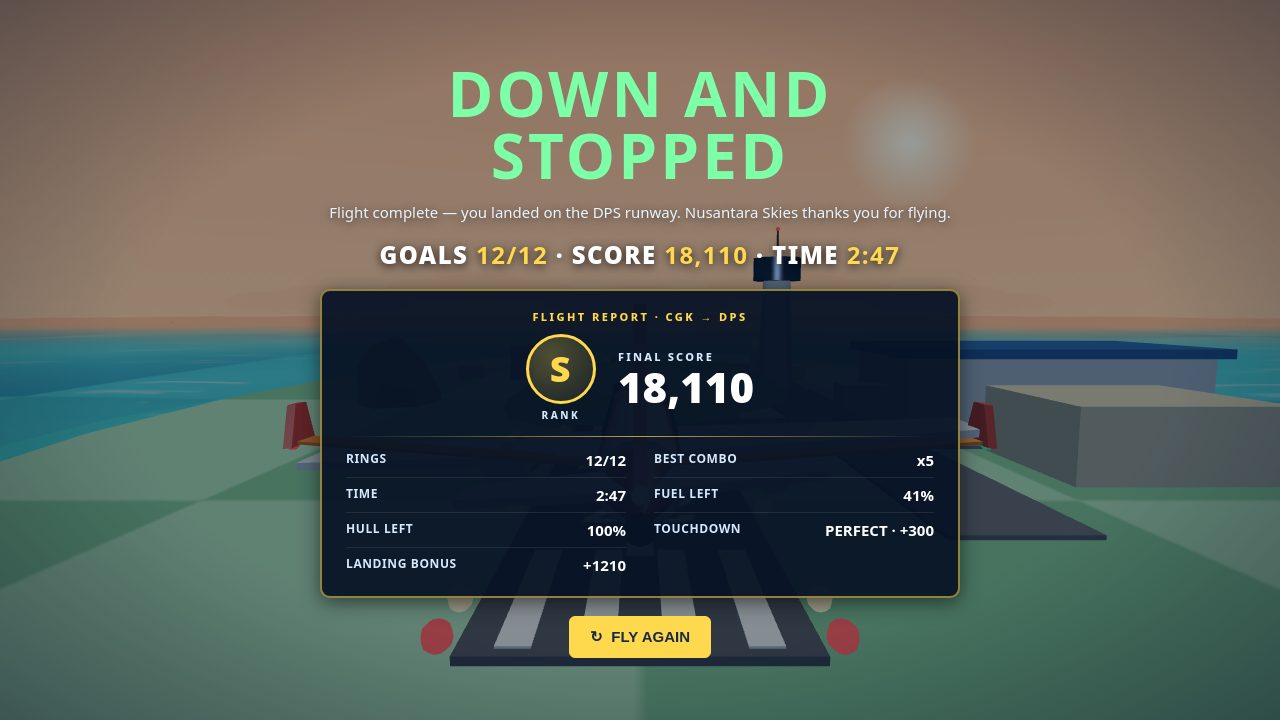 DOWN AND
STOPPED
Flight complete — you landed on the DPS runway. Nusantara Skies thanks you for flying.
GOALS 12/12 · SCORE 18,110 · TIME 2:47
FLIGHT REPORT · CGK → DPS
S
RANK
FINAL SCORE
18,110
RINGS 12/12
BEST COMBO x5
TIME 2:47
FUEL LEFT 41%
HULL LEFT 100%
TOUCHDOWN PERFECT · +300
LANDING BONUS +1210
↻ FLY AGAIN